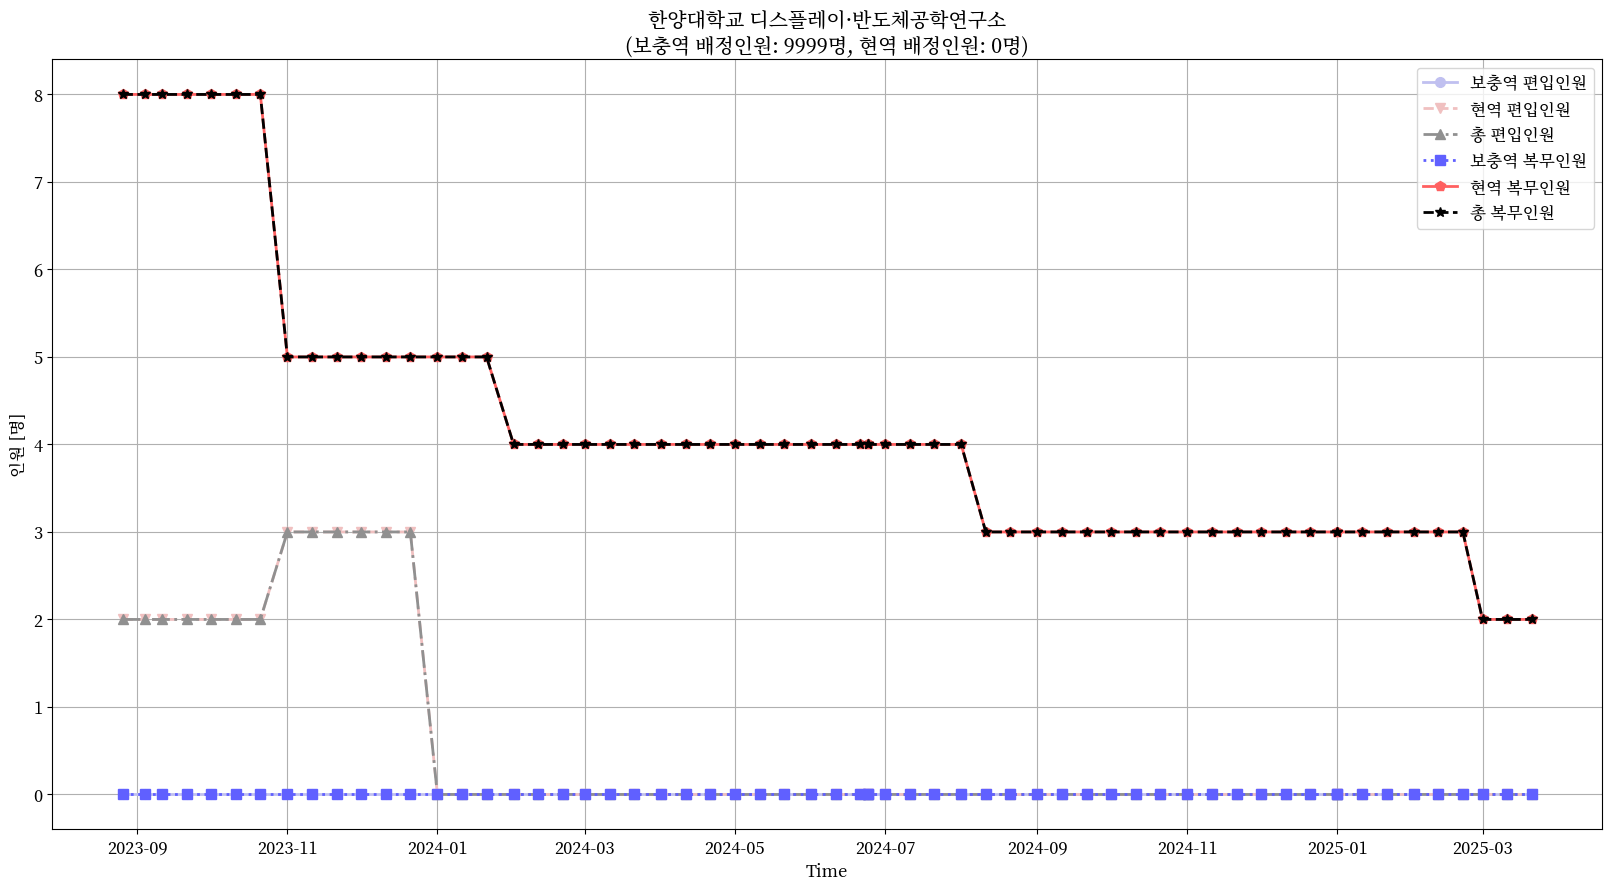 한양대학교 디스플레이·반도체공학연구소
(보충역 배정인원: 9999명, 현역 배정인원: 0명)
보충역 편입인원
현역 편입인원
총 편입인원
보충역 복무인원
현역 복무인원
총 복무인원
인원 [명]
8
7
6
5
4
3
2
1
0
2023-09
2023-11
2024-01
2024-03
2024-05
2024-07
2024-09
2024-11
2025-01
2025-03
Time